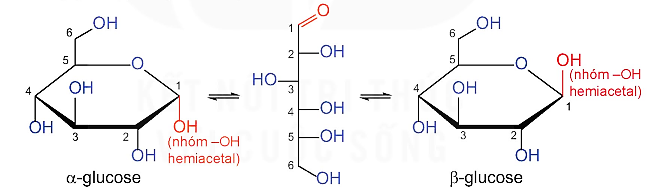 6
OH
5
O
4
OH
1
OH
3
2
OH
OH
(nhóm –OH
hemiacetal)
α-glucose
1
O
2
OH
HO
3
4
OH
5
OH
6
OH
6
OH
5
O
OH
(nhóm –OH
hemiacetal)
4
OH
1
OH
3
2
OH
β-glucose